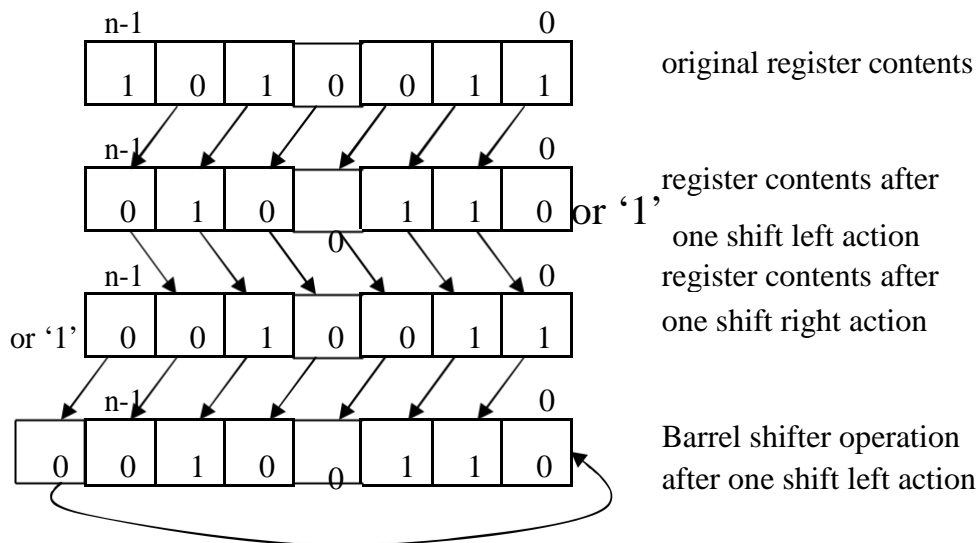 n-1 0
1 0 1 0 0 1 1 original register contents
n-1 0
0 1 0 0 1 1 0 or ‘1’ register contents after
one shift left action
n-1 0 register contents after
or ‘1’ 0 0 1 0 0 1 1 one shift right action
n-1 0
0 0 1 0 0 1 1 0 Barrel shifter operation
after one shift left action